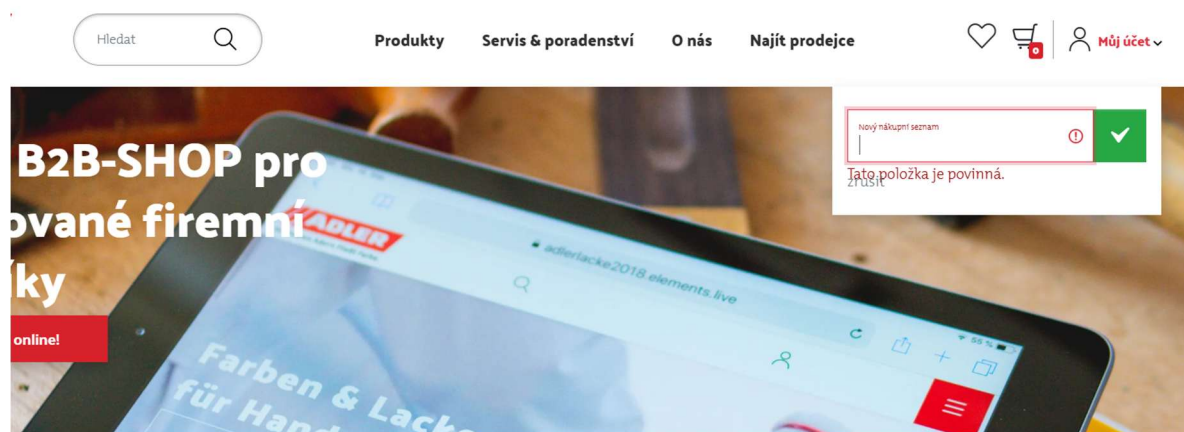 Hledat
Produkty
Servis & poradenství
O nás
Najít prodejce
0
Můj účet
Nový nákupní seznam
Tato položka je povinná.
zrušit
B2B-SHOP pro
ované firemní
íky
online!
ADLER
adlerlacke2018.elements.live
55 %
Farben & Lacke
für Hand